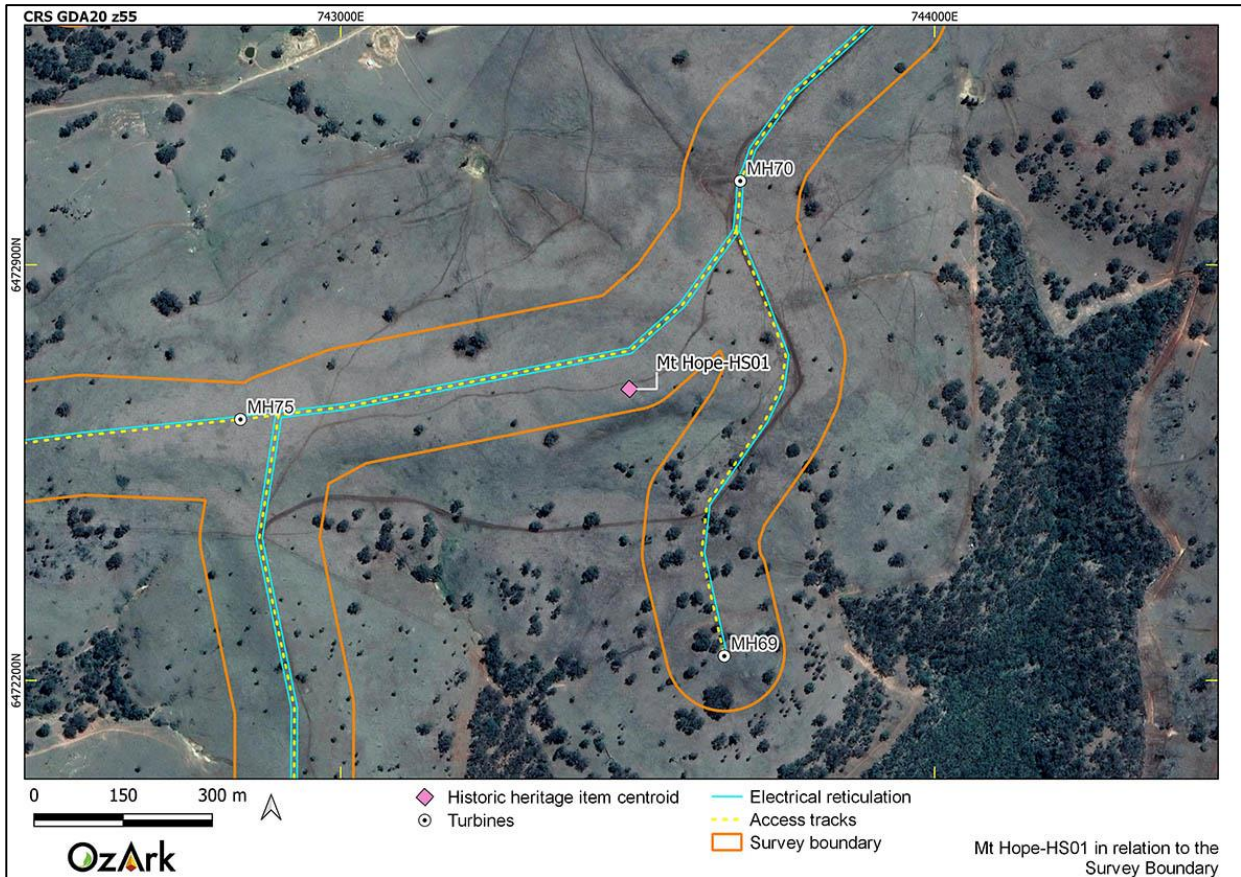 CRS GDA20 z55
743000E
744000E
MH70
6472900N
Mt Hope-HS01
MH75
MH69
6472200N
0 150 300 m
Historic heritage item centroid
Turbines
Electrical reticulation
Access tracks
Survey boundary
OzArk
Mt Hope-HS01 in relation to the
Survey Boundary